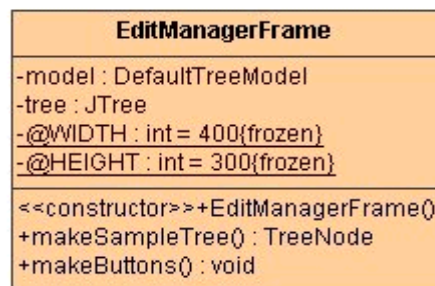 EditManagerFrame
-model : DefaultTreeModel
-tree : JTree
-@WIDTH : int = 400{frozen}
-@HEIGHT : int = 300{frozen}
<<constructor>>+EditManagerFrame()
+makeSampleTree() : TreeNode
+makeButtons() : void